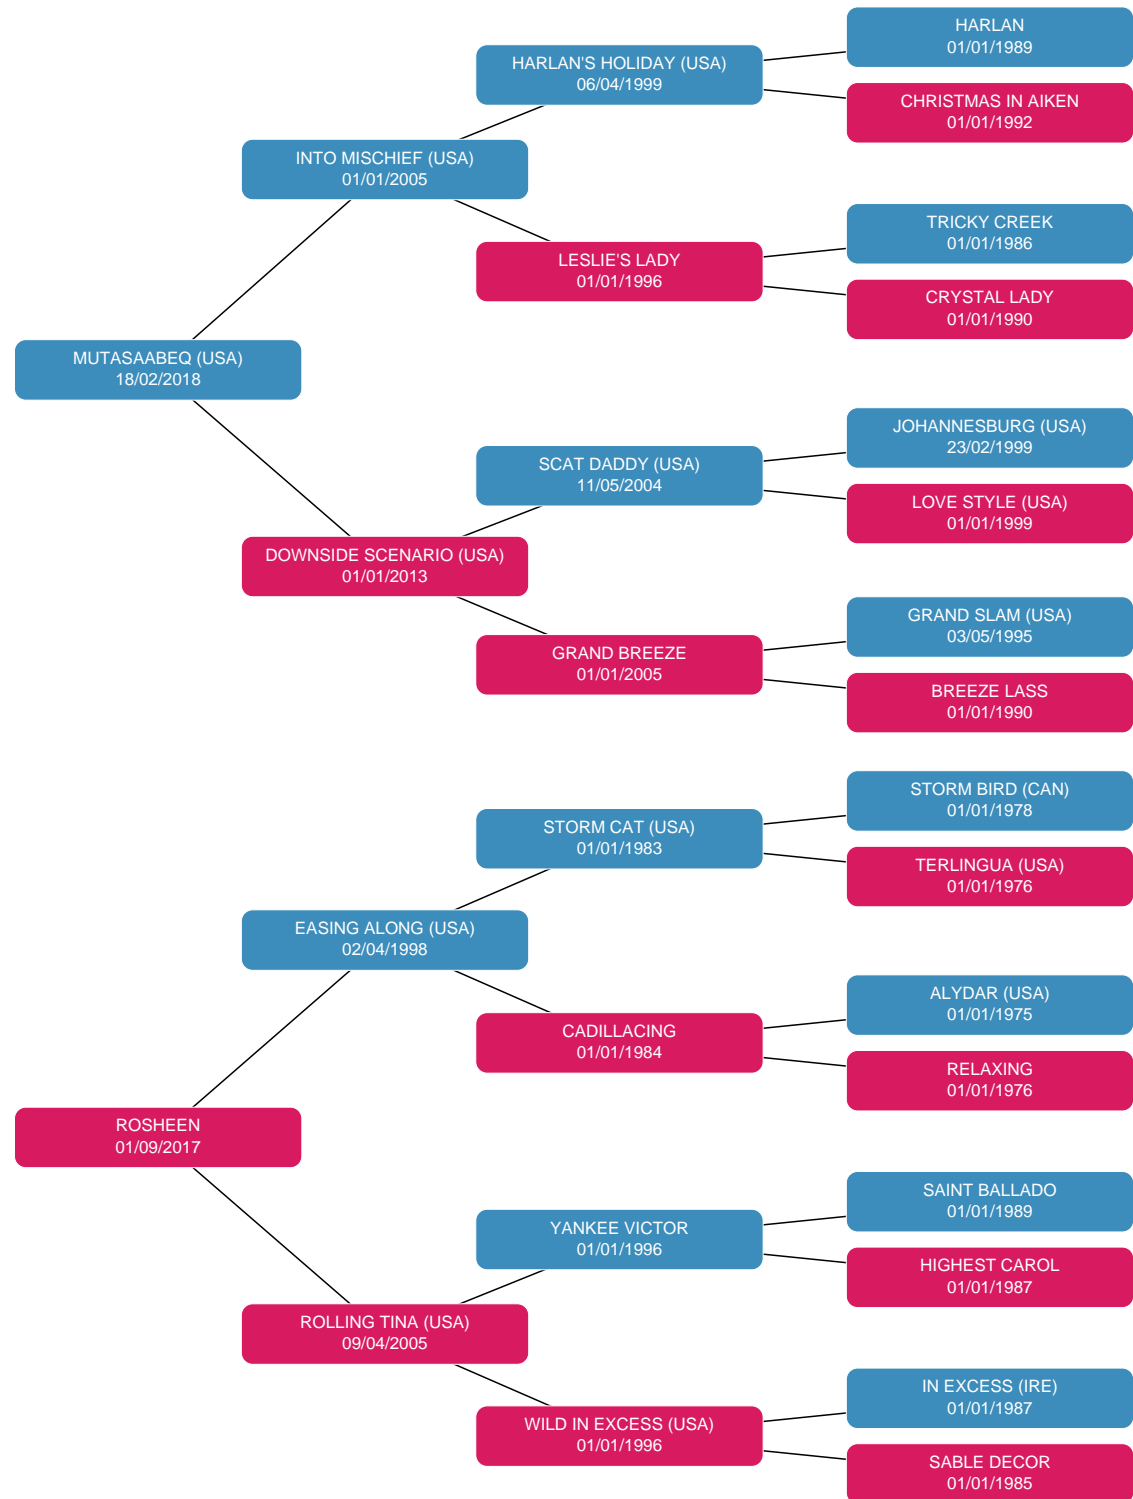 HARLAN
01/01/1989
HARLAN'S HOLIDAY (USA)
06/04/1999
CHRISTMAS IN AIKEN
01/01/1992
INTO MISCHIEF (USA)
01/01/2005
TRICKY CREEK
01/01/1986
LESLIE'S LADY
01/01/1996
CRYSTAL LADY
01/01/1990
MUTASAABEQ (USA)
18/02/2018
JOHANNESBURG (USA)
23/02/1999
SCAT DADDY (USA)
11/05/2004
LOVE STYLE (USA)
01/01/1999
DOWNSIDE SCENARIO (USA)
01/01/2013
GRAND SLAM (USA)
03/05/1995
GRAND BREEZE
01/01/2005
BREEZE LASS
01/01/1990
STORM BIRD (CAN)
01/01/1978
STORM CAT (USA)
01/01/1983
TERLINGUA (USA)
01/01/1976
EASING ALONG (USA)
02/04/1998
ALYDAR (USA)
01/01/1975
CADILLACING
01/01/1984
RELAXING
01/01/1976
ROSHEEN
01/09/2017
SAINT BALLADO
01/01/1989
YANKEE VICTOR
01/01/1996
HIGHEST CAROL
01/01/1987
ROLLING TINA (USA)
09/04/2005
IN EXCESS (IRE)
01/01/1987
WILD IN EXCESS (USA)
01/01/1996
SABLE DECOR
01/01/1985